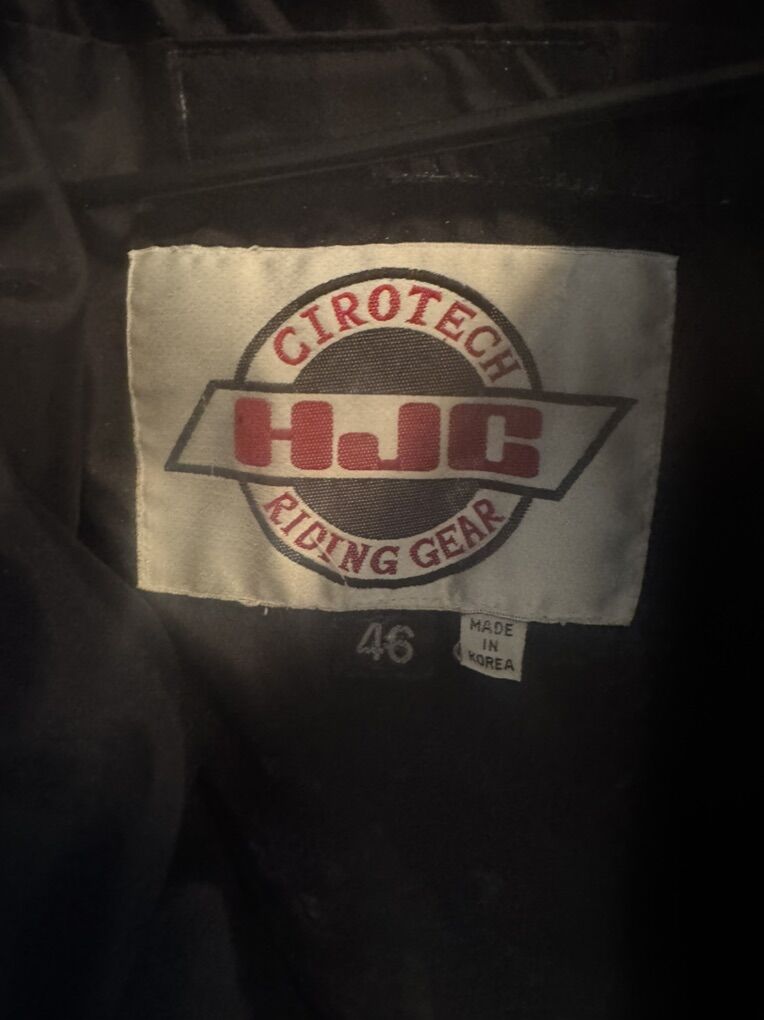 CIROTECH
HJC
RIDING GEAR
46
MADE
IN
KOREA